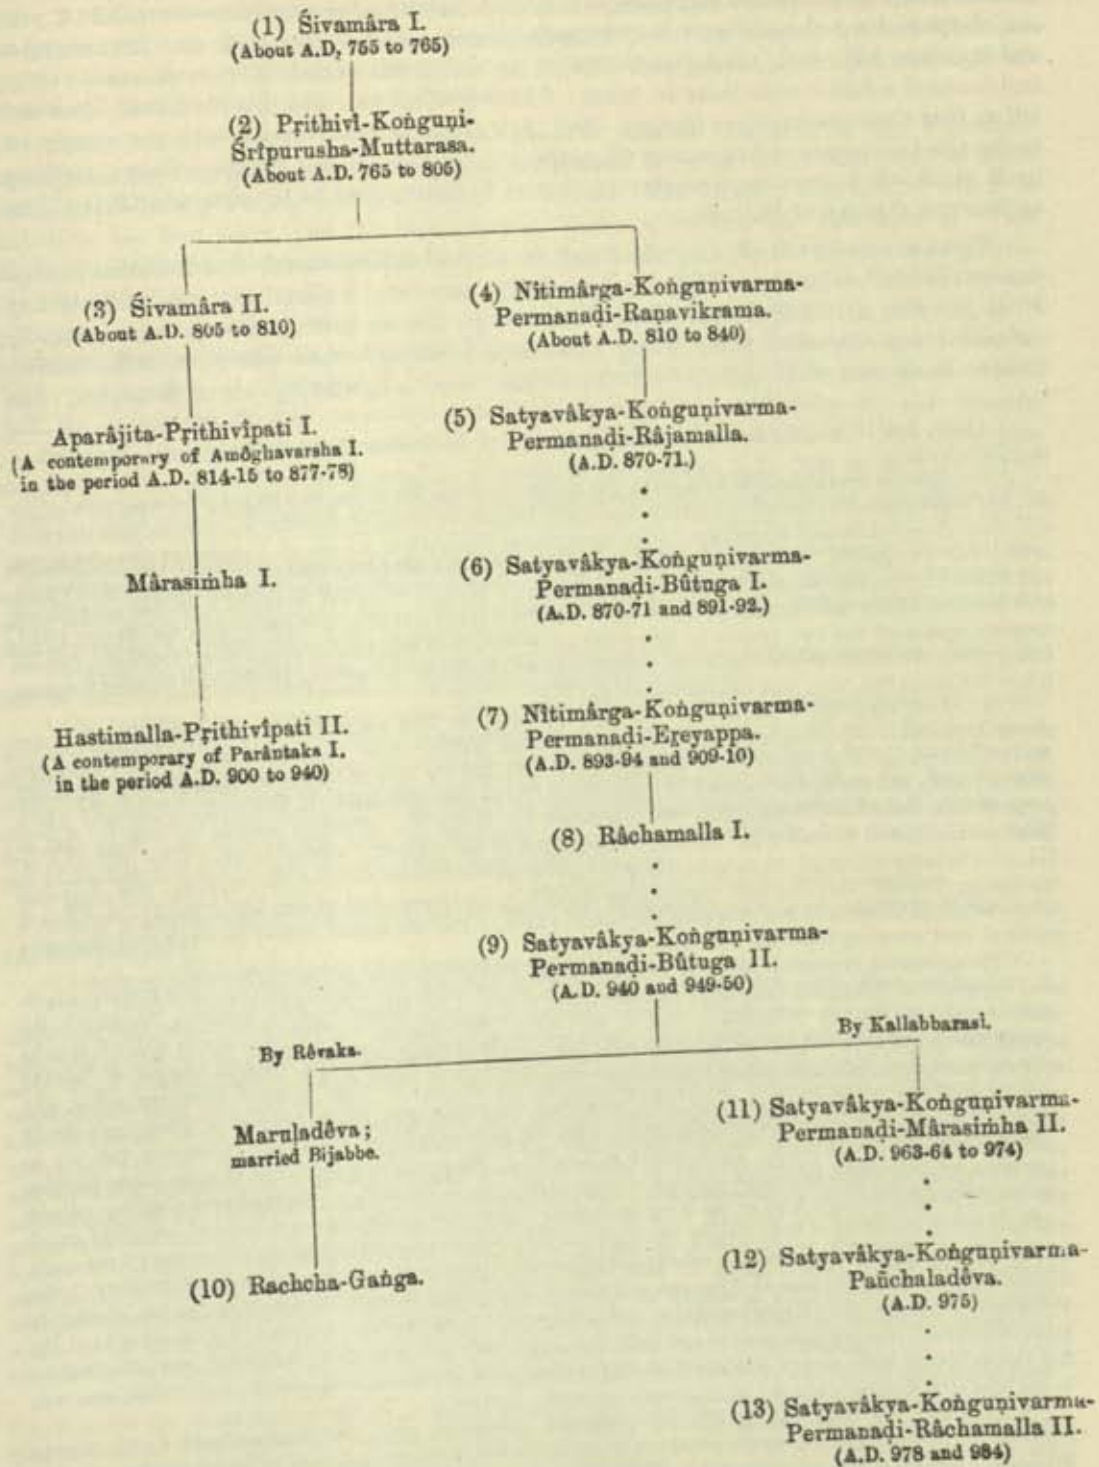 (1) Śivamâra I.
(About A.D. 755 to 765)
(2) Pṛithivî-Koṅguṇi-
Śrîpurusha-Muttarasa.
(About A.D. 765 to 805)
(3) Śivamâra II.
(About A.D. 805 to 810)
Aparâjita-Pṛithivîpati I.
(A contemporary of Amôghavarsha I.
in the period A.D. 814-15 to 877-78)
Mârasiṁha I.
Hastimalla-Pṛithivîpati II.
(A contemporary of Parântaka I.
in the period A.D. 900 to 940)
(4) Nîtimârga-Koṅguṇivarma-
Permanaḍi-Raṇavikrama.
(About A.D. 810 to 840)
(5) Satyavâkya-Koṅguṇivarma-
Permanaḍi-Râjamalla.
(A.D. 870-71.)
(6) Satyavâkya-Koṅguṇivarma-
Permanaḍi-Bûtuga I.
(A.D. 870-71 and 891-92.)
(7) Nîtimârga-Koṅguṇivarma-
Permanaḍi-Eṛeyappa.
(A.D. 893-94 and 909-10)
(8) Râchamalla I.
(9) Satyavâkya-Koṅguṇivarma-
Permanaḍi-Bûtuga II.
(A.D. 940 and 949-50)
By Rêvaka.
Maruḷadêva;
married Bijabbe.
(10) Rachcha-Gaṅga.
By Kallabbarasi.
(11) Satyavâkya-Koṅguṇivarma-
Permanaḍi-Mârasiṁha II.
(A.D. 963-64 to 974)
(12) Satyavâkya-Koṅguṇivarma-
Pañchaladêva.
(A.D. 975)
(13) Satyavâkya-Koṅguṇivarma-
Permanaḍi-Râchamalla II.
(A.D. 978 and 984)